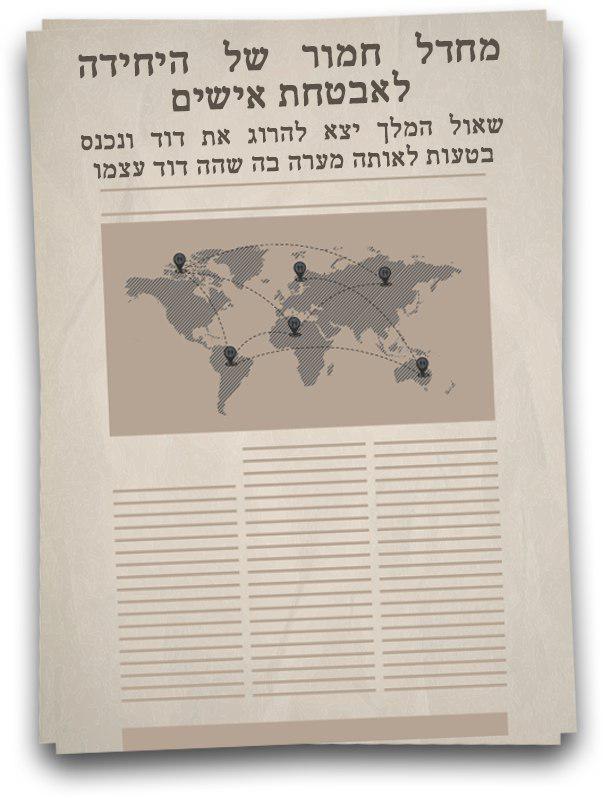 מחדל חמור של היחידה
לאבטחת אישים
שאול המלך יצא להרוג את דוד ונכנס
בטעות לאותה מערה בה שהה דוד עצמו